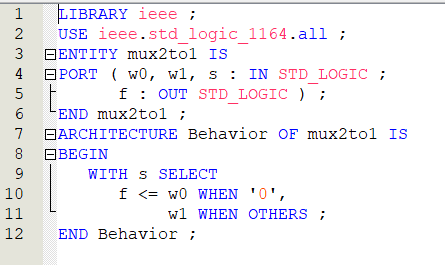 1 LIBRARY ieee ;
2 USE ieee.std_logic_1164.all ;
3 ENTITY mux2to1 IS
4 PORT ( w0, w1, s : IN STD_LOGIC ;
5 f : OUT STD_LOGIC ) ;
6 END mux2to1 ;
7 ARCHITECTURE Behavior OF mux2to1 IS
8 BEGIN
9 WITH s SELECT
10 f <= w0 WHEN '0',
11 w1 WHEN OTHERS ;
12 END Behavior ;